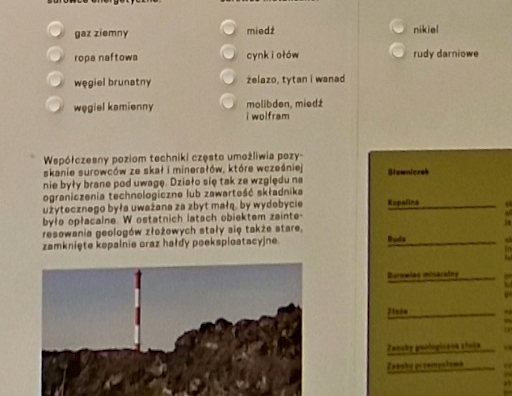 surowce energetyczne:
gaz ziemny
ropa naftowa
węgiel brunatny
węgiel kamienny
miedź
cynk i ołów
żelazo, tytan i wanad
molibden, miedź
i wolfram
nikiel
rudy darniowe
Współczesny poziom techniki często umożliwia pozy-
skanie surowców ze skał i minerałów, które wcześniej
nie były brane pod uwagę. Działo się tak ze względu na
ograniczenia technologiczne lub zawartość składnika
użytecznego była uważana za zbyt małą, by wydobycie
było opłacalne. W ostatnich latach obiektem zainte-
resowania geologów złożowych stały się także stare,
zamknięte kopalnie oraz hałdy poeksploatacyjne.
Słowniczek
Kopalina
Ruda
Surowiec mineralny
Złoże
Zasoby geologiczne złoża
Zasoby przemysłowe